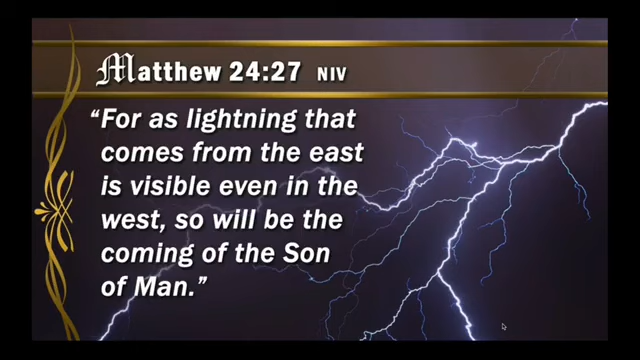 Matthew 24:27 NIV
“For as lightning that
comes from the east
is visible even in the
west, so will be the
coming of the Son
of Man.”